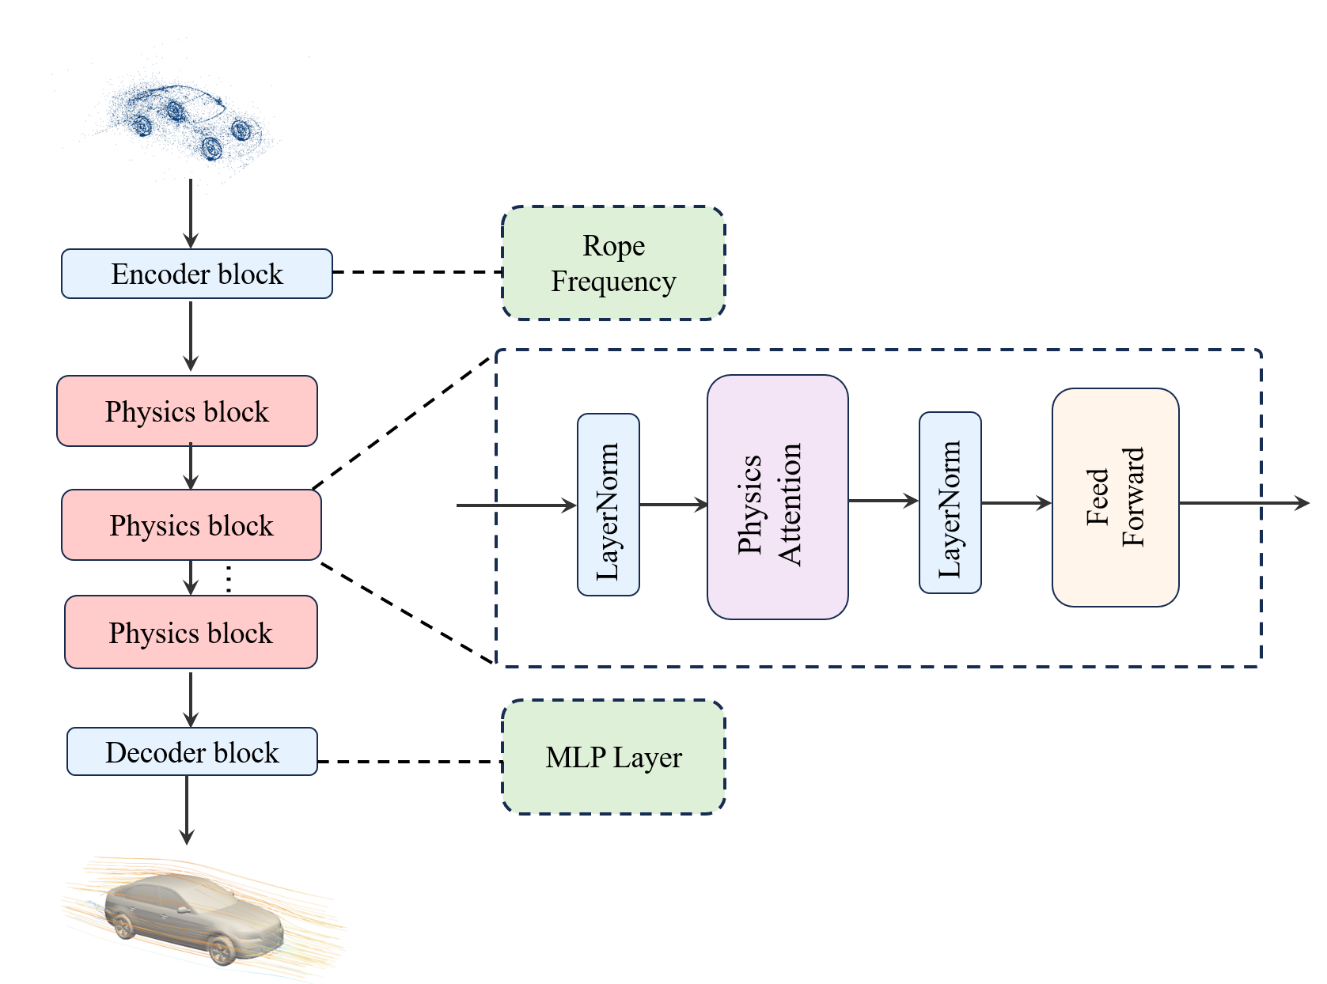 Rope
Frequency
Encoder block
Physics block
Physics block
Physics block
Decoder block
LayerNorm
Physics
Attention
LayerNorm
Feed
Forward
MLP Layer